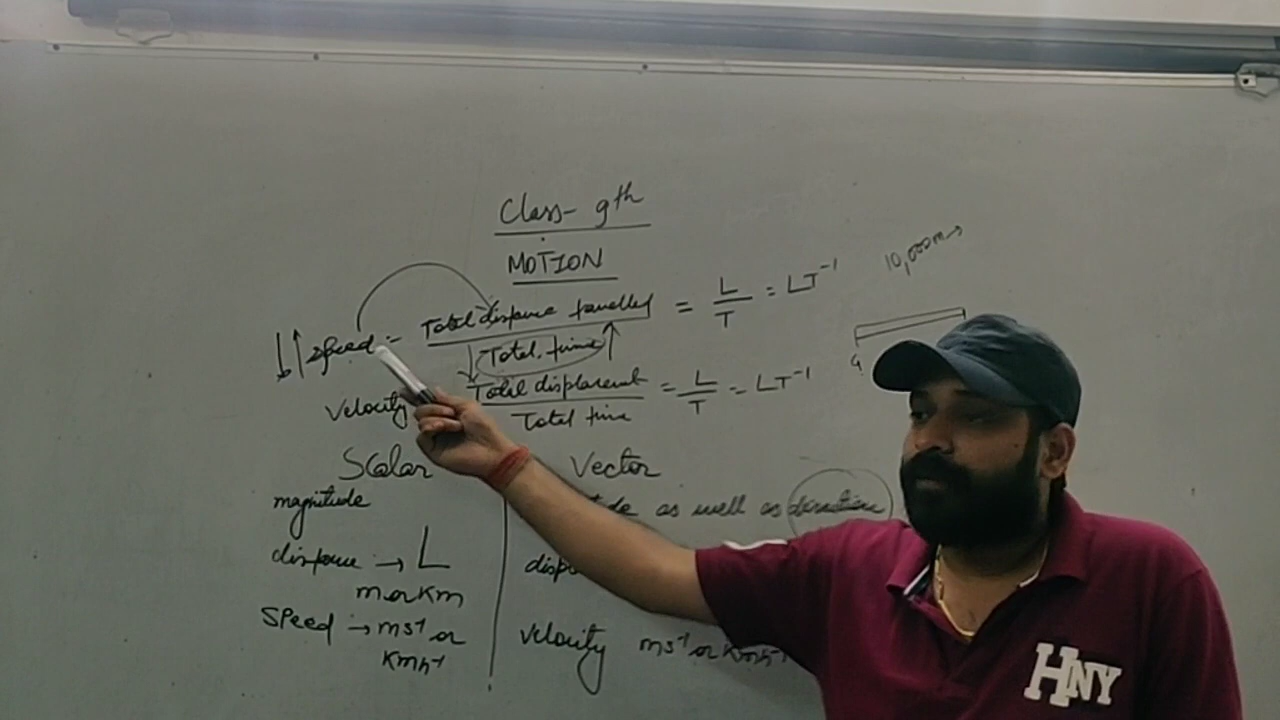 Class- 9th
MOTION
10,000m→
Speed :- Total distance travelled = L/T = LT⁻¹
Total time
Velocity Total displacement = L/T = LT⁻¹
Total time
Scalar Vector
magnitude as well as direction
distance → L
m or Km
Speed → ms⁻¹ or Kmh⁻¹
Velocity ms⁻¹ or Kmh⁻¹
HNY